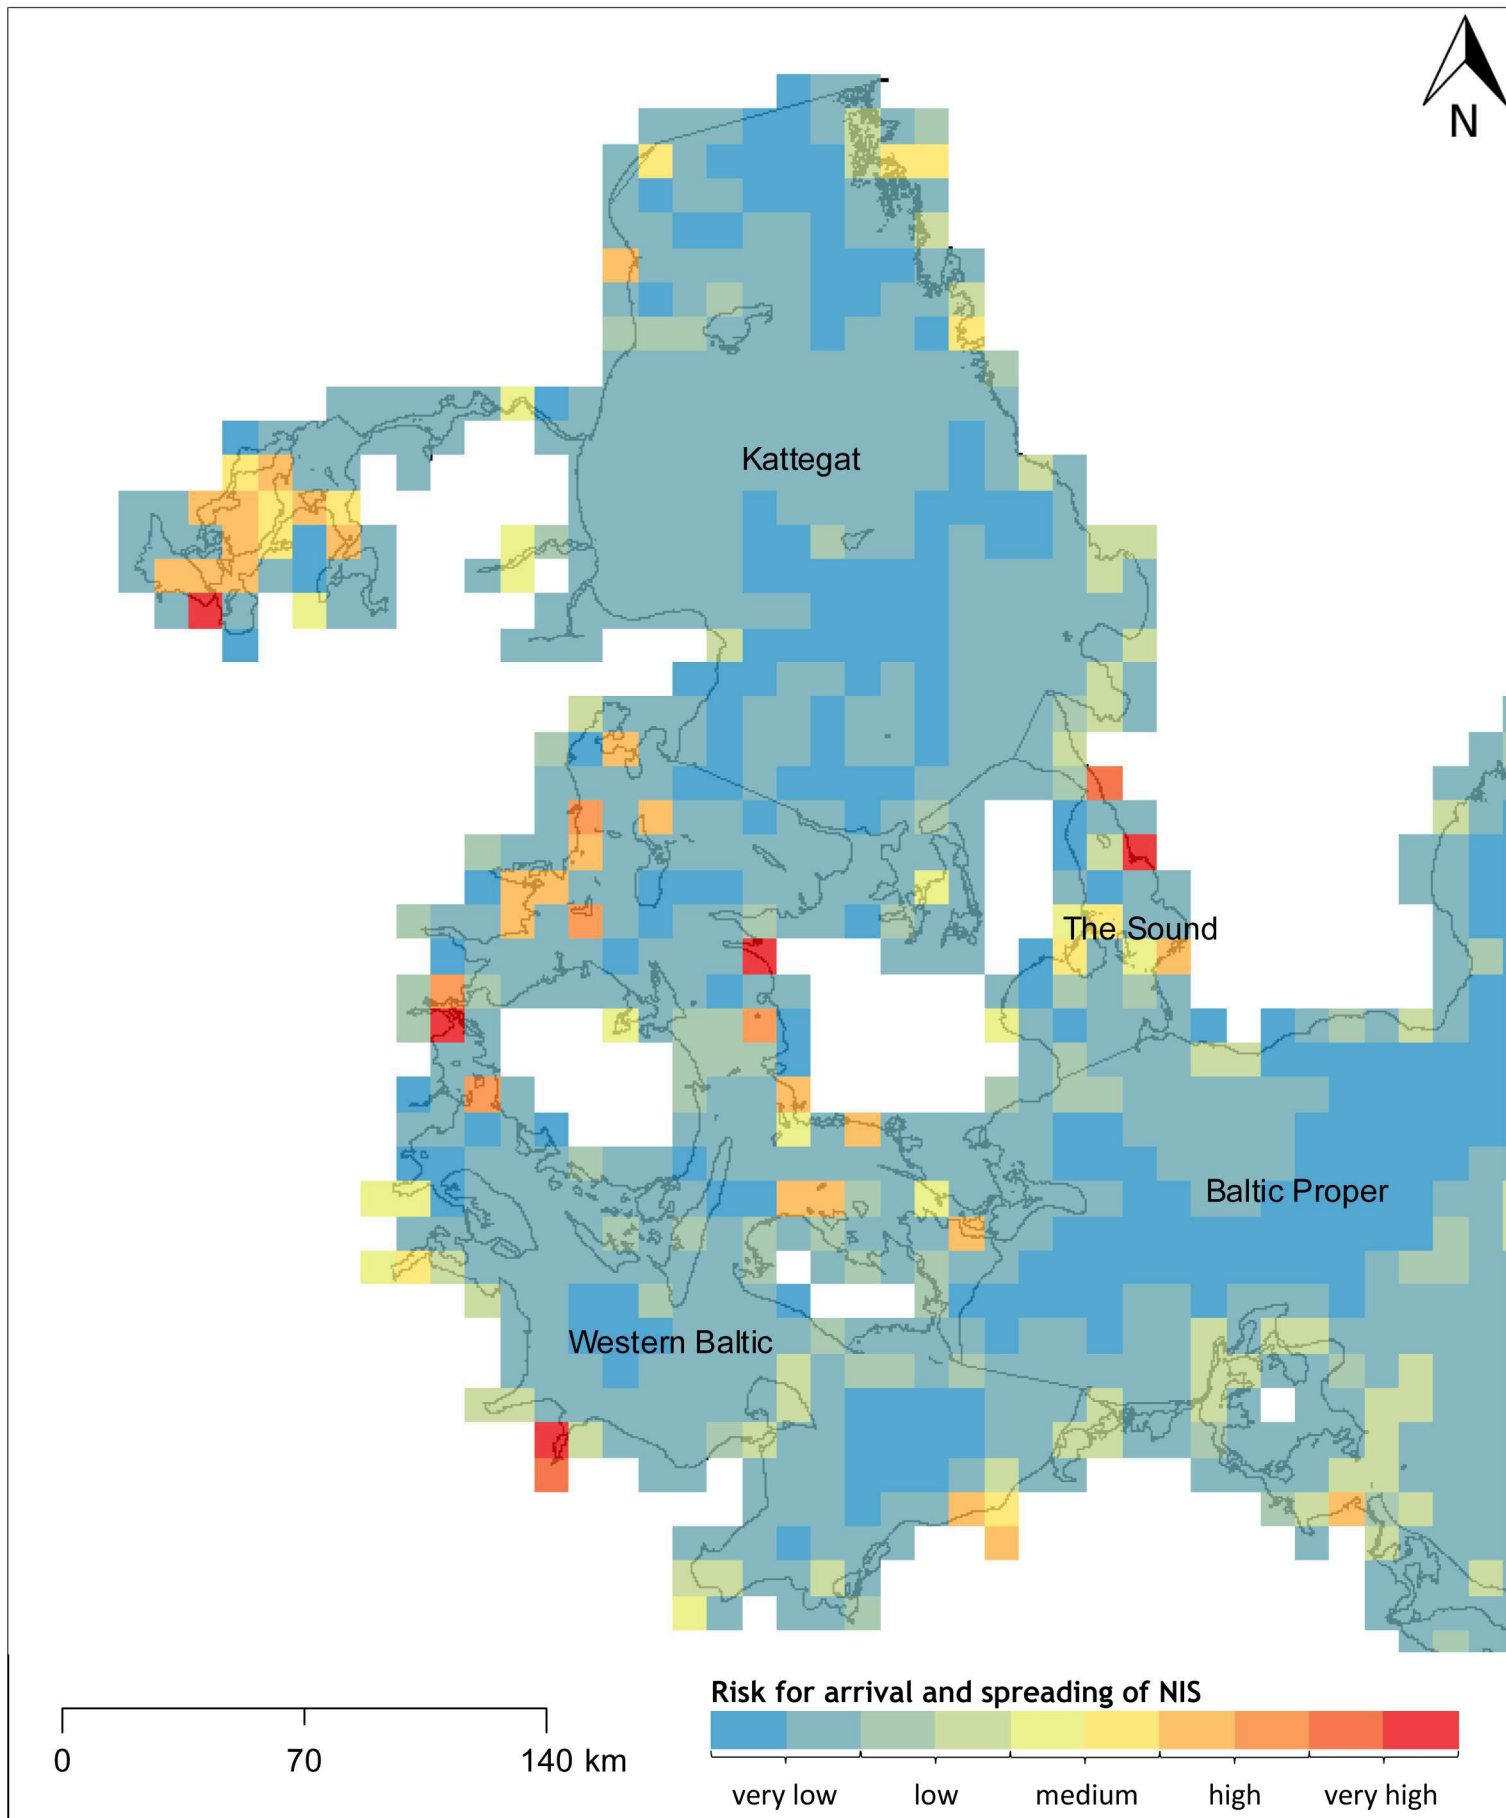 N
Kattegat
The Sound
Baltic Proper
Western Baltic
Risk for arrival and spreading of NIS
0 70 140 km
very low low medium high very high